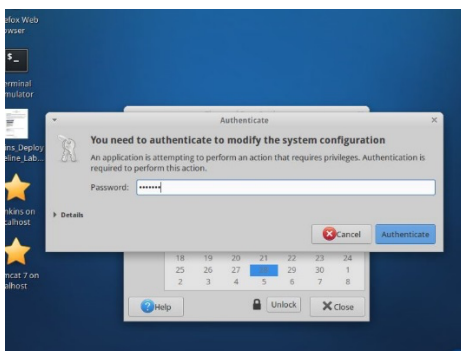 efox Web
owser
$_
erminal
mulator
Authenticate
You need to authenticate to modify the system configuration
An application is attempting to perform an action that requires privileges. Authentication is
required to perform this action.
Password: •••••••
Details
Cancel
Authenticate
ins_Deploy
eline_Lab...
nkins on
calhost
mcat 7 on
alhost
18 19 20 21 22 23 24
25 26 27 28 29 30 1
2 3 4 5 6 7 8
Help
Unlock
Close